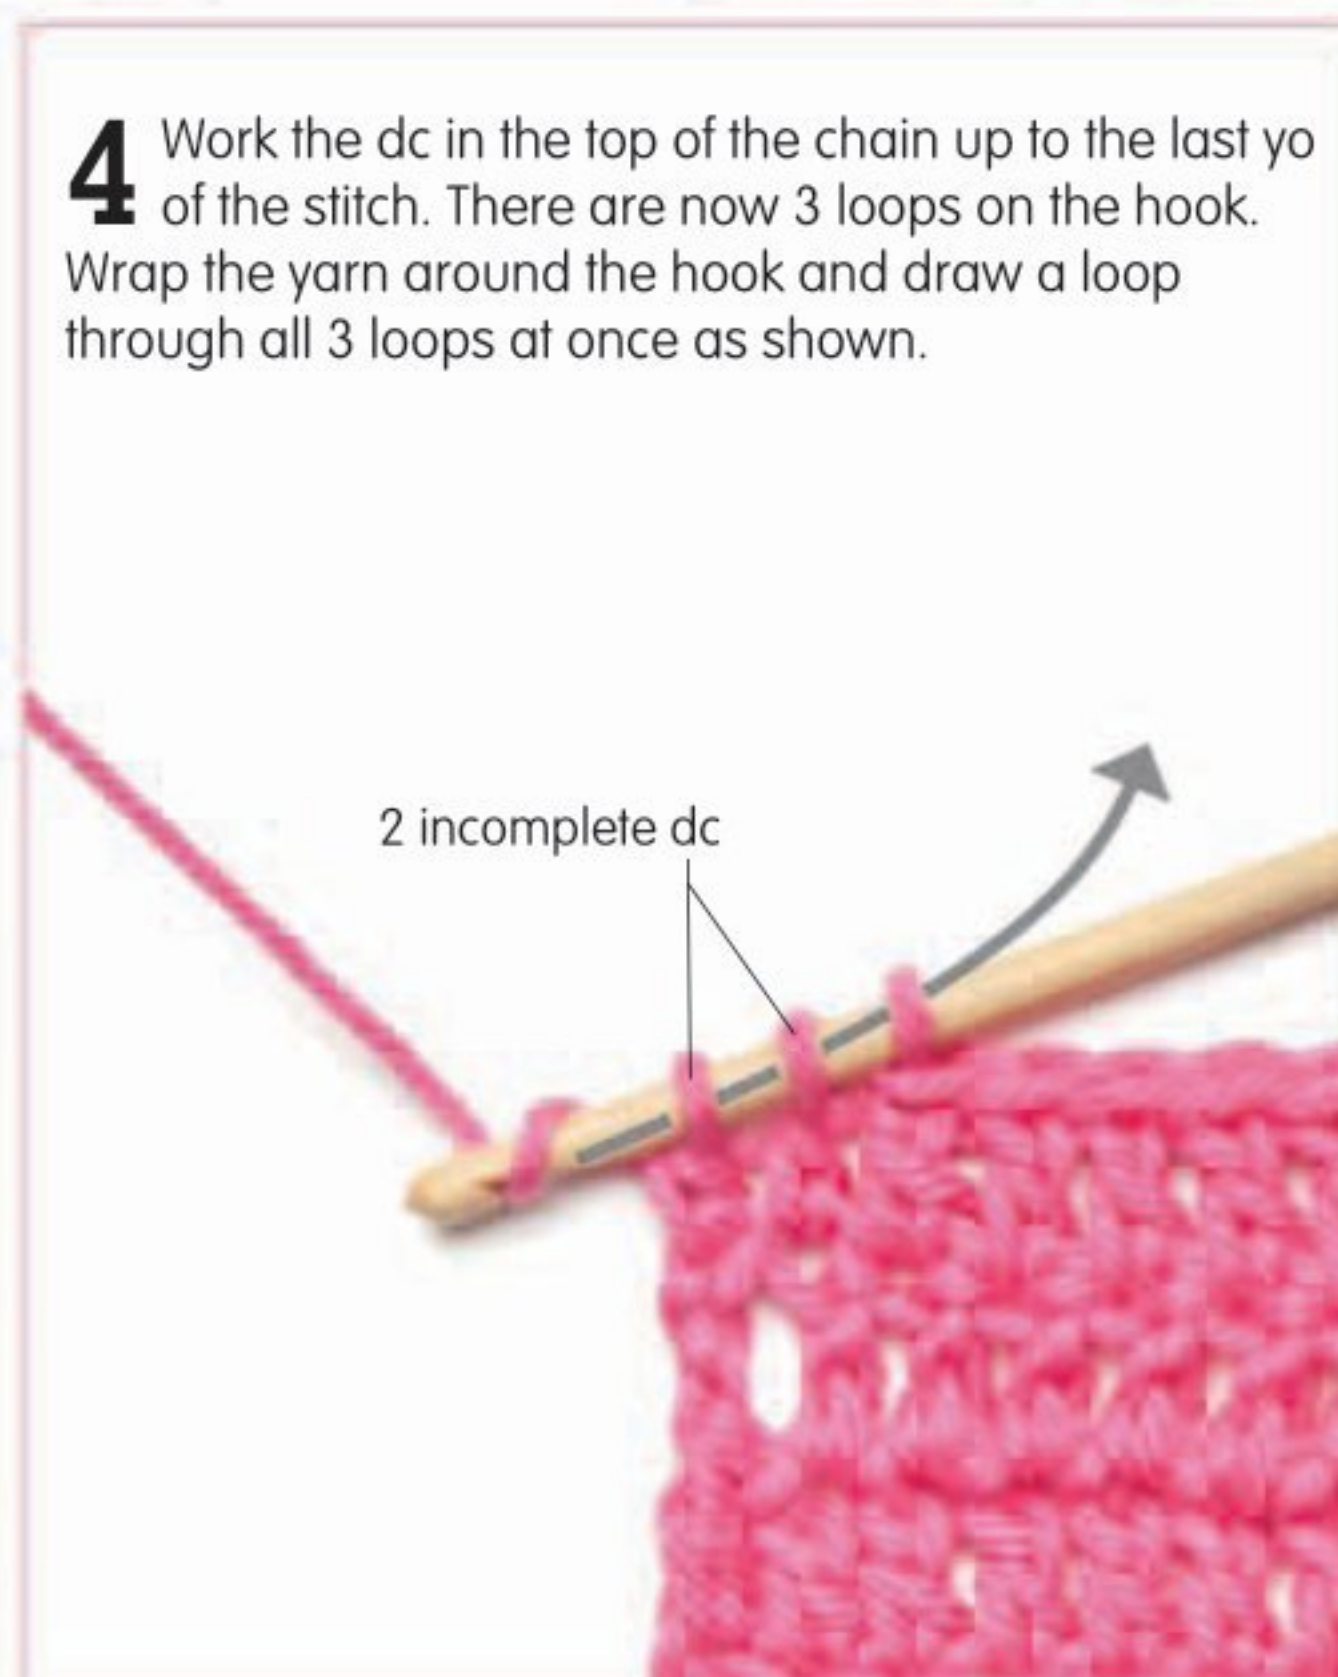 4 Work the dc in the top of the chain up to the last yo
of the stitch. There are now 3 loops on the hook.
Wrap the yarn around the hook and draw a loop
through all 3 loops at once as shown.
2 incomplete dc